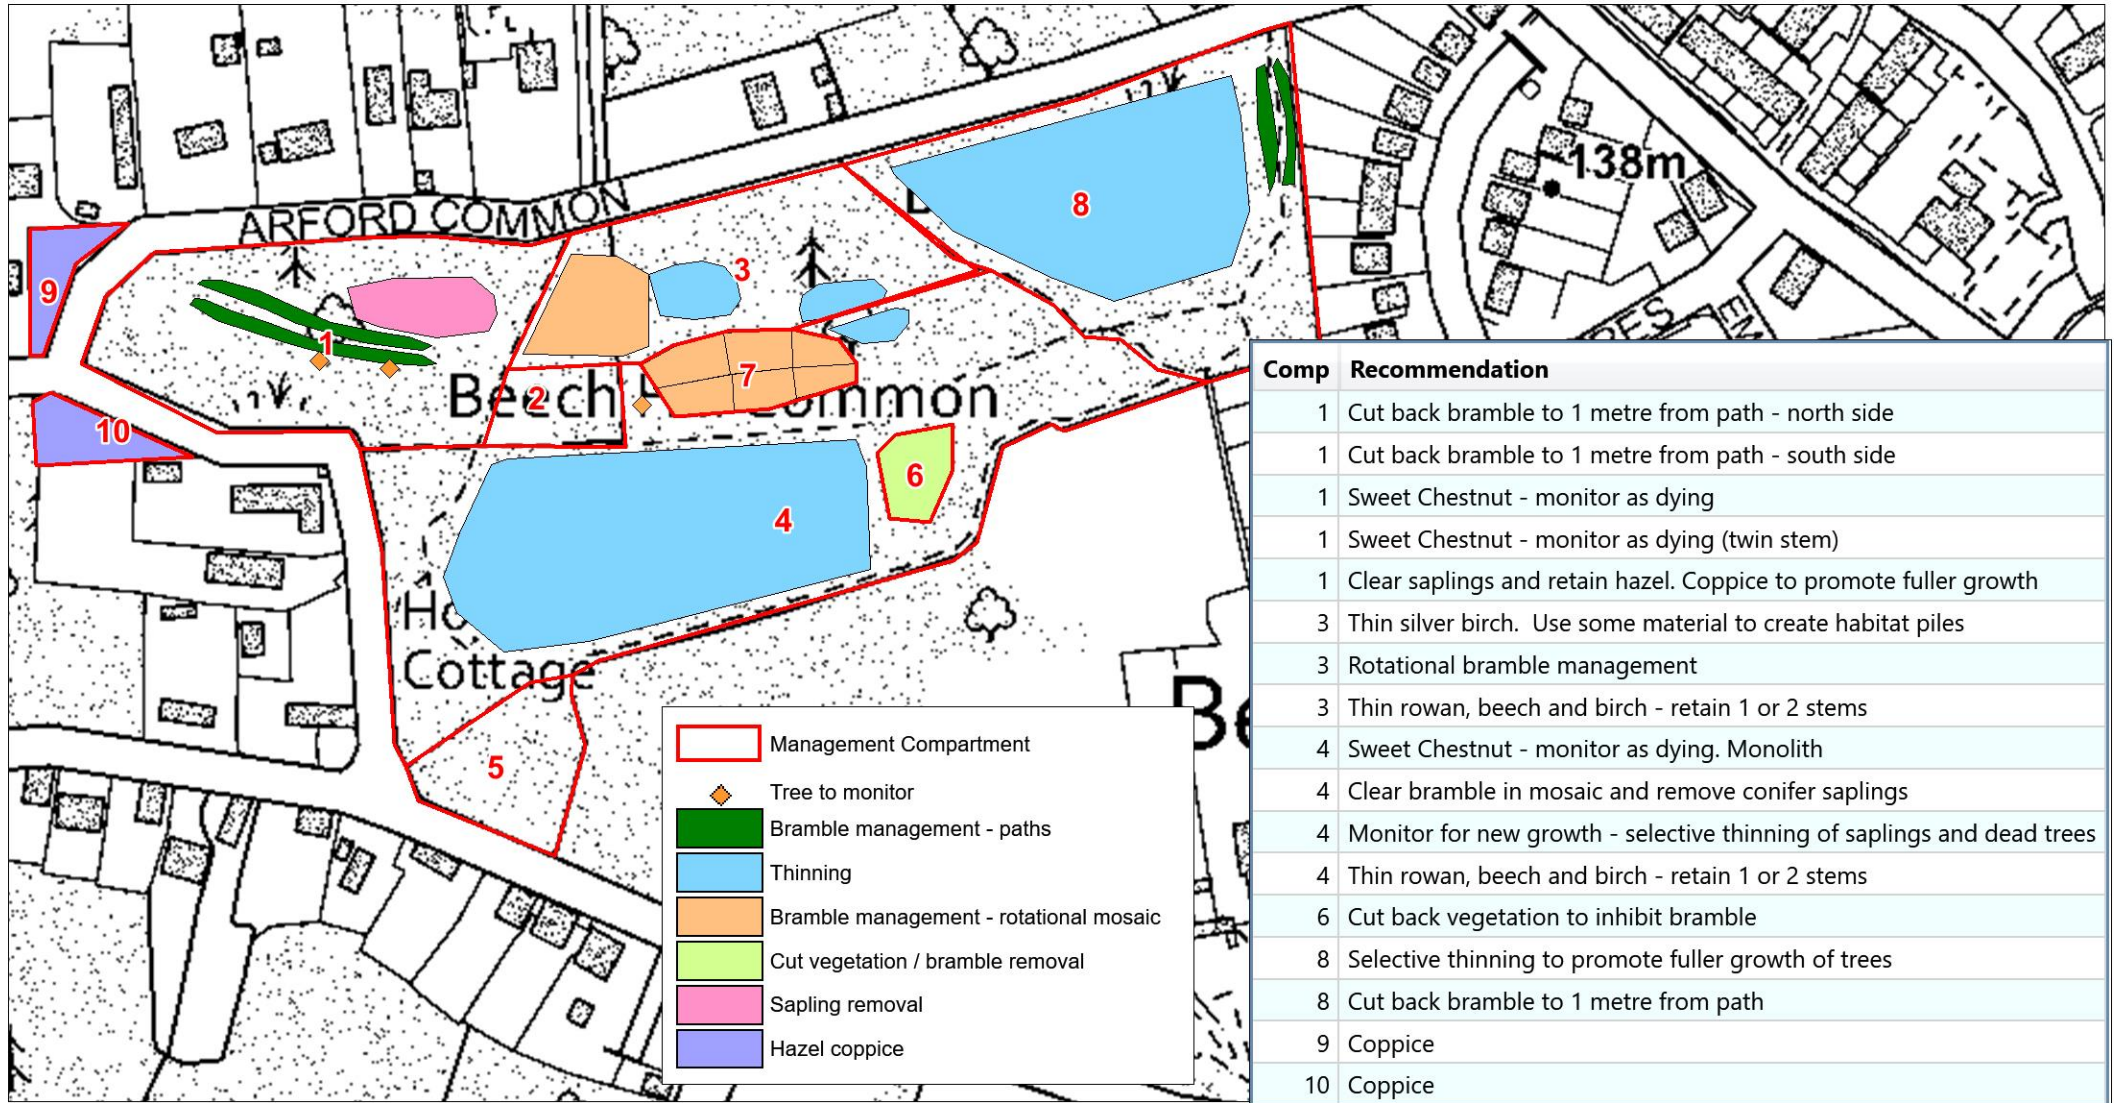 138m
ARFORD COMMON
8
9
3
1
Beech
Common
2
7
10
6
4
Cottage
5
Management Compartment
Tree to monitor
Bramble management - paths
Thinning
Bramble management - rotational mosaic
Cut vegetation / bramble removal
Sapling removal
Hazel coppice
Comp Recommendation
1 Cut back bramble to 1 metre from path - north side
1 Cut back bramble to 1 metre from path - south side
1 Sweet Chestnut - monitor as dying
1 Sweet Chestnut - monitor as dying (twin stem)
1 Clear saplings and retain hazel. Coppice to promote fuller growth
3 Thin silver birch. Use some material to create habitat piles
3 Rotational bramble management
3 Thin rowan, beech and birch - retain 1 or 2 stems
4 Sweet Chestnut - monitor as dying. Monolith
4 Clear bramble in mosaic and remove conifer saplings
4 Monitor for new growth - selective thinning of saplings and dead trees
4 Thin rowan, beech and birch - retain 1 or 2 stems
6 Cut back vegetation to inhibit bramble
8 Selective thinning to promote fuller growth of trees
8 Cut back bramble to 1 metre from path
9 Coppice
10 Coppice